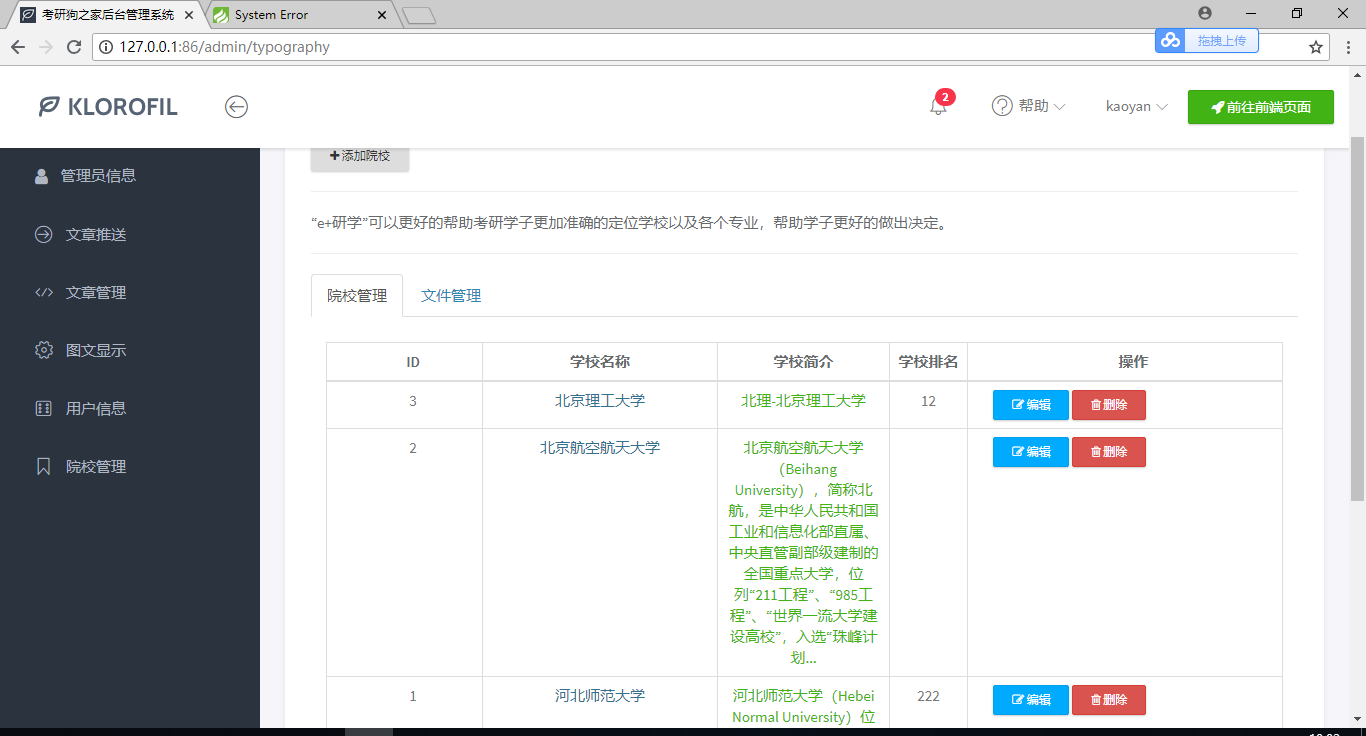 考研狗之家后台管理系统
System Error
127.0.0.1:86/admin/typography
拖拽上传
KLOROFIL
2
帮助
kaoyan
前往前端页面
管理员信息
文章推送
文章管理
图文显示
用户信息
院校管理
添加院校
“e+研学”可以更好的帮助考研学子更加准确的定位学校以及各个专业，帮助学子更好的做出决定。
院校管理
文件管理
ID 学校名称 学校简介 学校排名 操作
3 北京理工大学 北理-北京理工大学 12 编辑 删除
2 北京航空航天大学 北京航空航天大学 编辑 删除
（Beihang
University），简称北
航，是中华人民共和国
工业和信息化部直属、
中央直管副部级建制的
全国重点大学，位
列“211工程”、“985工
程”、“世界一流大学建
设高校”，入选“珠峰计
划...
1 河北师范大学 河北师范大学（Hebei 222 编辑 删除
Normal University）位